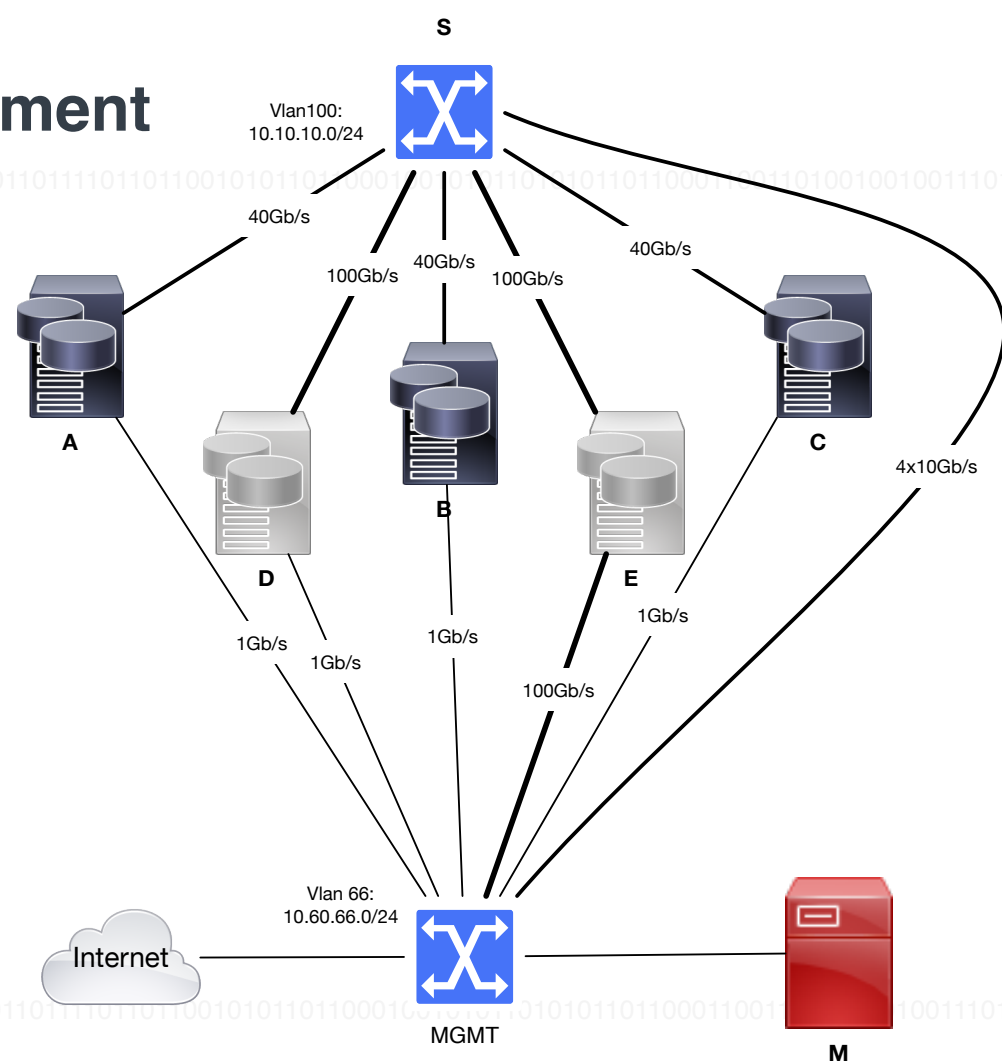 S
ment
Vlan100:
10.10.10.0/24
40Gb/s
100Gb/s
40Gb/s
100Gb/s
40Gb/s
A
B
C
4x10Gb/s
D
E
1Gb/s
1Gb/s
1Gb/s
1Gb/s
100Gb/s
Vlan 66:
10.60.66.0/24
Internet
MGMT
M